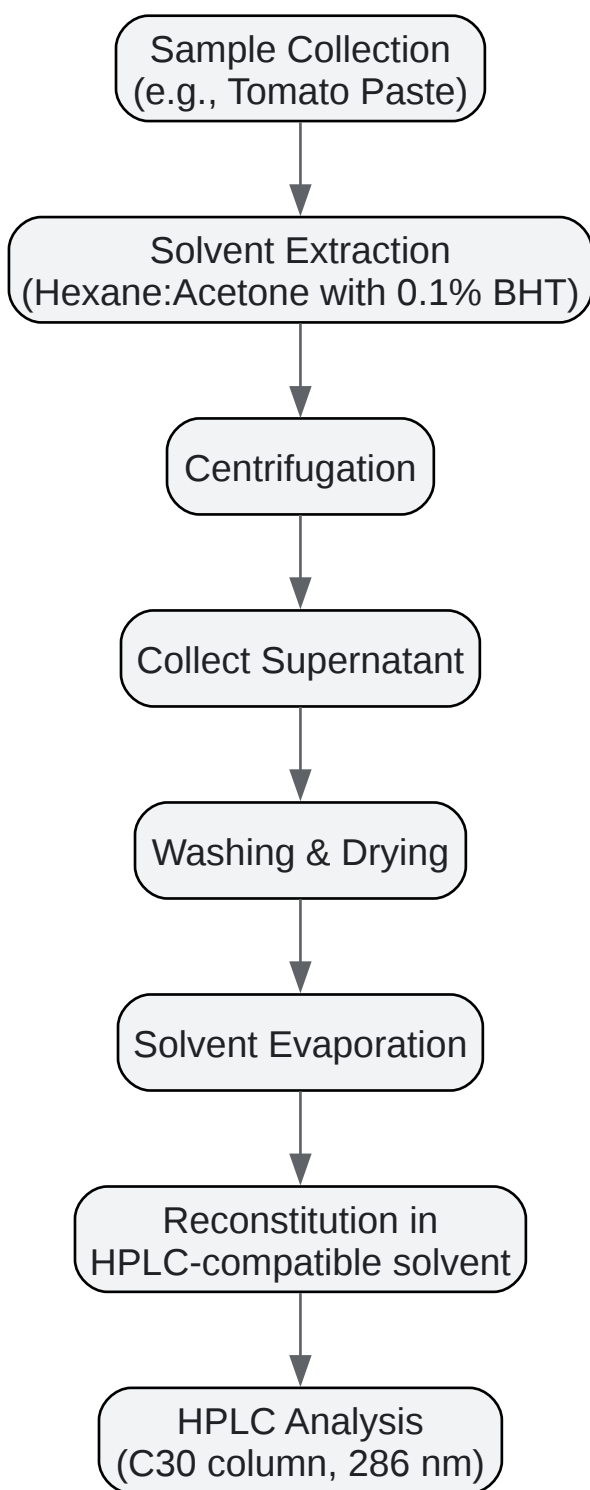 Sample Collection
(e.g., Tomato Paste)
Solvent Extraction
(Hexane:Acetone with 0.1% BHT)
Centrifugation
Collect Supernatant
Washing & Drying
Solvent Evaporation
Reconstitution in
HPLC-compatible solvent
HPLC Analysis
(C30 column, 286 nm)